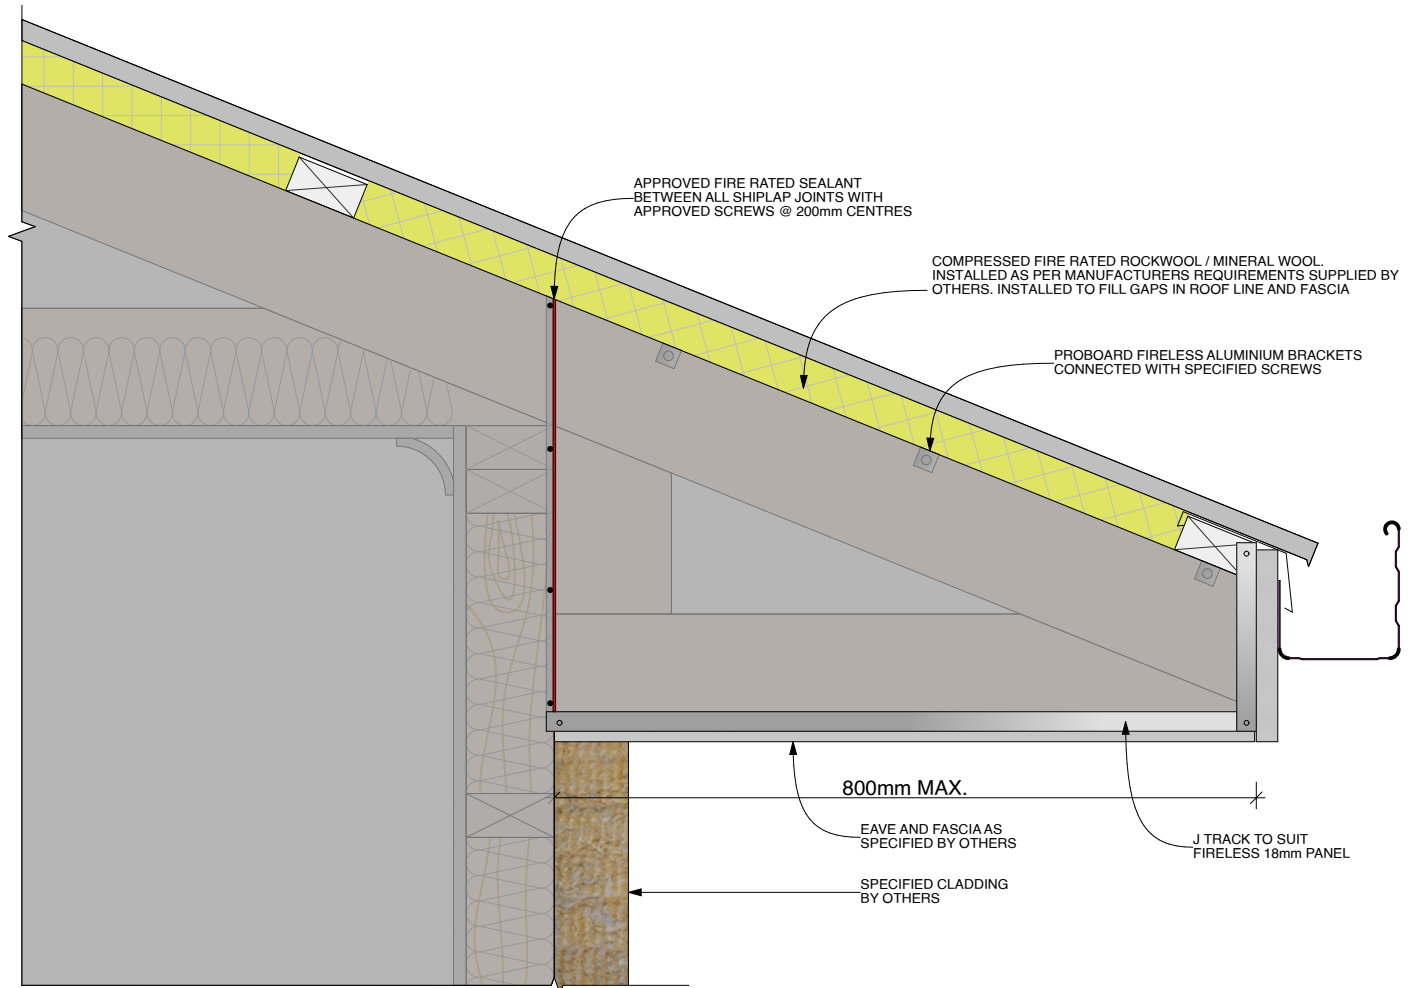 APPROVED FIRE RATED SEALANT
BETWEEN ALL SHIPLAP JOINTS WITH
APPROVED SCREWS @ 200mm CENTRES
COMPRESSED FIRE RATED ROCKWOOL / MINERAL WOOL.
INSTALLED AS PER MANUFACTURERS REQUIREMENTS SUPPLIED BY
OTHERS. INSTALLED TO FILL GAPS IN ROOF LINE AND FASCIA
PROBOARD FIRELESS ALUMINIUM BRACKETS
CONNECTED WITH SPECIFIED SCREWS
800mm MAX.
EAVE AND FASCIA AS
SPECIFIED BY OTHERS
J TRACK TO SUIT
FIRELESS 18mm PANEL
SPECIFIED CLADDING
BY OTHERS